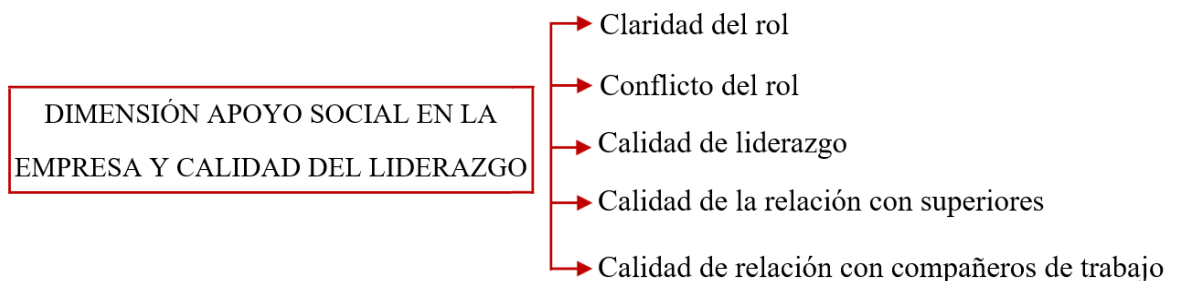 DIMENSIÓN APOYO SOCIAL EN LA
EMPRESA Y CALIDAD DEL LIDERAZGO
Claridad del rol
Conflicto del rol
Calidad de liderazgo
Calidad de la relación con superiores
Calidad de relación con compañeros de trabajo